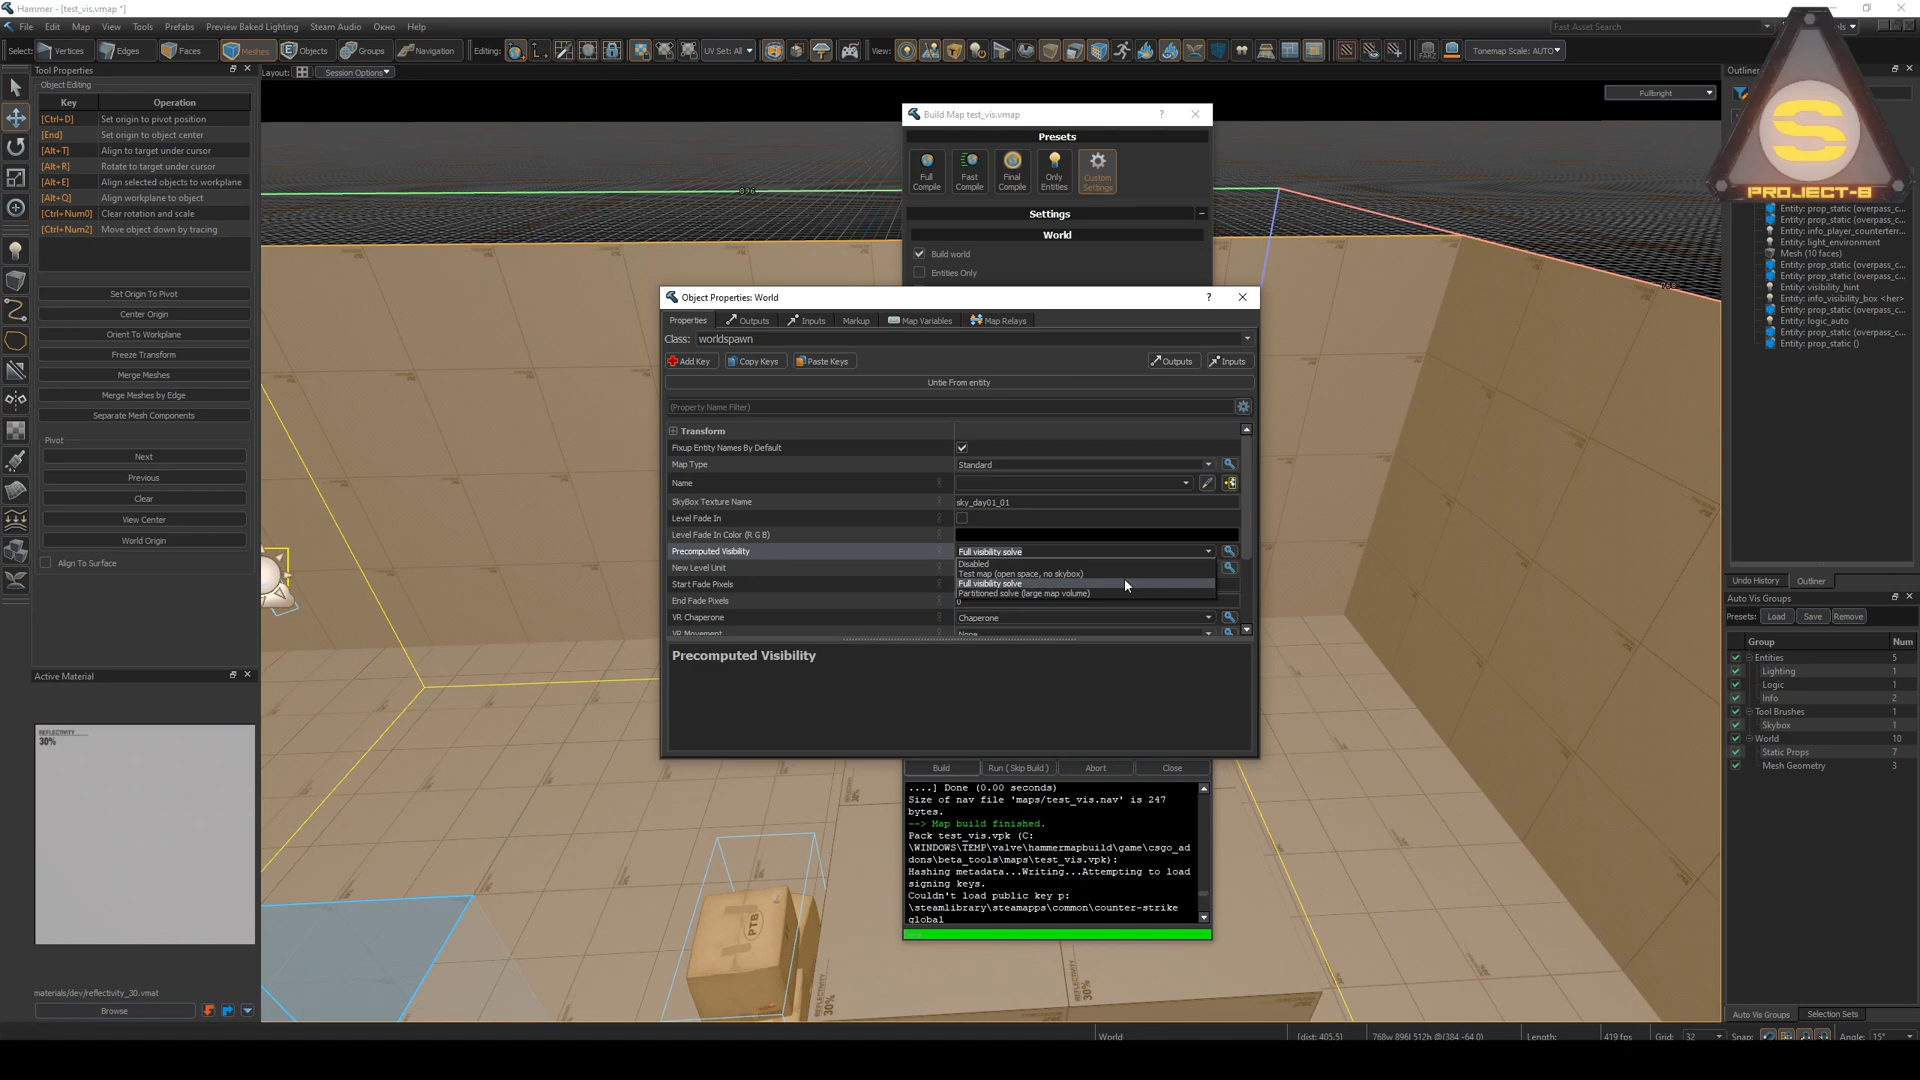 Hammer - [test_vis.vmap *]
File Edit Map View Tools Prefabs Preview Baked Lighting Steam Audio Окно Help
Fast Asset Search
Select: Vertices Edges Faces Meshes Objects Groups Navigation Editing: UV Set: All View: Tonemap Scale: AUTO
Tool Properties
Layout: Session Options
Object Editing
Key Operation
[Ctrl+D] Set origin to pivot position
[End] Set origin to object center
[Alt+T] Align to target under cursor
[Alt+R] Rotate to target under cursor
[Alt+E] Align selected objects to workplane
[Alt+Q] Align workplane to object
[Ctrl+Num0] Clear rotation and scale
[Ctrl+Num2] Move object down by tracing
Set Origin To Pivot
Center Origin
Orient To Workplane
Freeze Transform
Merge Meshes
Merge Meshes by Edge
Separate Mesh Components
Pivot
Next
Previous
Clear
View Center
World Origin
Align To Surface
Active Material
REFLECTIVITY
30%
materials/dev/reflectivity_30.vmat
Browse
Fullbright
896
768
Build Map test_vis.vmap
Presets
Full Compile
Fast Compile
Final Compile
Only Entities
Custom Settings
Settings
World
Build world
Entities Only
Object Properties: World
Properties Outputs Inputs Markup Map Variables Map Relays
Class: worldspawn
Add Key Copy Keys Paste Keys Outputs Inputs
Untie From entity
(Property Name Filter)
Transform
Fixup Entity Names By Default
Map Type Standard
Name
SkyBox Texture Name sky_day01_01
Level Fade In
Level Fade In Color (R G B)
Precomputed Visibility Full visibility solve
Disabled
New Level Unit
Test map (open space, no skybox)
Start Fade Pixels Full visibility solve
Partitioned solve (large map volume)
End Fade Pixels 0
VR Chaperone Chaperone
VR Movement None
Precomputed Visibility
Build Run ( Skip Build ) Abort Close
....] Done (0.00 seconds)
Size of nav file 'maps/test_vis.nav' is 247
bytes.
--> Map build finished.
Pack test_vis.vpk (C:
\WINDOWS\TEMP\valve\hammermapbuild\game\csgo_ad
dons\beta_tools\maps\test_vis.vpk):
Hashing metadata...Writing...Attempting to load
signing keys.
Couldn't load public key p:
\steamlibrary\steamapps\common\counter-strike
global
PTB
REFLECTIVITY
30%
REFLECTIVITY
30%
Outliner
S
PROJECT-8
Entity: prop_static (overpass_c...
Entity: prop_static (overpass_c...
Entity: info_player_counterterr...
Entity: light_environment
Mesh (10 faces)
Entity: prop_static (overpass_c...
Entity: prop_static (overpass_c...
Entity: visibility_hint
Entity: info_visibility_box <her>
Entity: prop_static (overpass_c...
Entity: logic_auto
Entity: prop_static (overpass_c...
Entity: prop_static ()
Undo History Outliner
Auto Vis Groups
Presets: Load Save Remove
Group Num
Entities 5
Lighting 1
Logic 1
Info 2
Tool Brushes 1
Skybox 1
World 10
Static Props 7
Mesh Geometry 3
Auto Vis Groups Selection Sets
World [dist: 405.5] 768w 896l 512h @(384 -64 0) Length: 419 fps Grid: 32 Snap: Angle: 15°